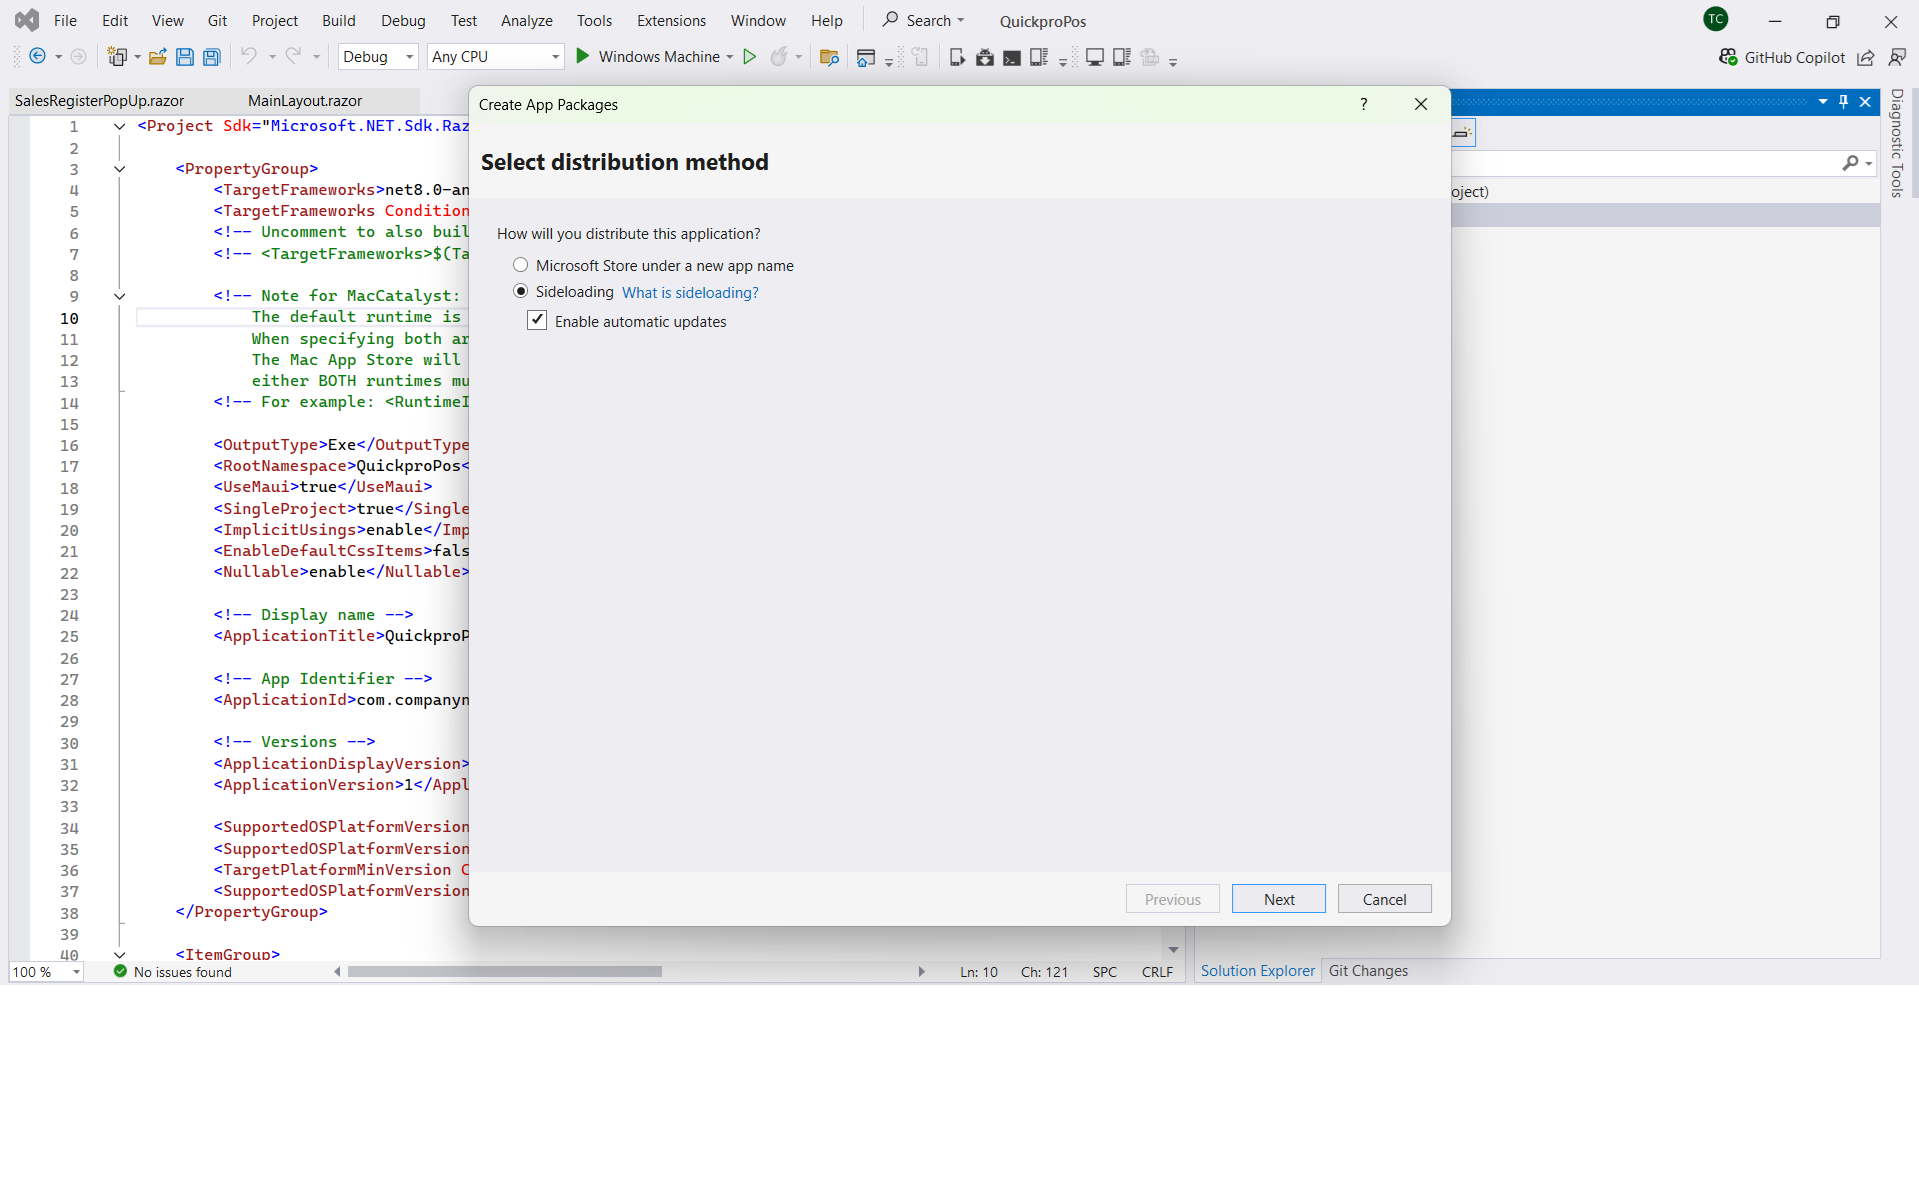 File Edit View Git Project Build Debug Test Analyze Tools Extensions Window Help Search QuickproPos TC
Debug Any CPU Windows Machine GitHub Copilot
SalesRegisterPopUp.razor MainLayout.razor
Create App Packages ?
Select distribution method
How will you distribute this application?
Microsoft Store under a new app name
Sideloading What is sideloading?
Enable automatic updates
Previous Next Cancel
1 <Project Sdk="Microsoft.NET.Sdk.Raz
2
3 <PropertyGroup>
4 <TargetFrameworks>net8.0-an
5 <TargetFrameworks Condition
6 <!-- Uncomment to also buil
7 <!-- <TargetFrameworks>$(Ta
8
9 <!-- Note for MacCatalyst:
10 The default runtime is
11 When specifying both ar
12 The Mac App Store will
13 either BOTH runtimes mu
14 <!-- For example: <RuntimeI
15
16 <OutputType>Exe</OutputType
17 <RootNamespace>QuickproPos<
18 <UseMaui>true</UseMaui>
19 <SingleProject>true</Single
20 <ImplicitUsings>enable</Imp
21 <EnableDefaultCssItems>fals
22 <Nullable>enable</Nullable>
23
24 <!-- Display name -->
25 <ApplicationTitle>QuickproP
26
27 <!-- App Identifier -->
28 <ApplicationId>com.companyn
29
30 <!-- Versions -->
31 <ApplicationDisplayVersion>
32 <ApplicationVersion>1</Appl
33
34 <SupportedOSPlatformVersion
35 <SupportedOSPlatformVersion
36 <TargetPlatformMinVersion C
37 <SupportedOSPlatformVersion
38 </PropertyGroup>
39
40 <ItemGroup>
100 % No issues found Ln: 10 Ch: 121 SPC CRLF
oject)
Solution Explorer Git Changes
Diagnostic Tools